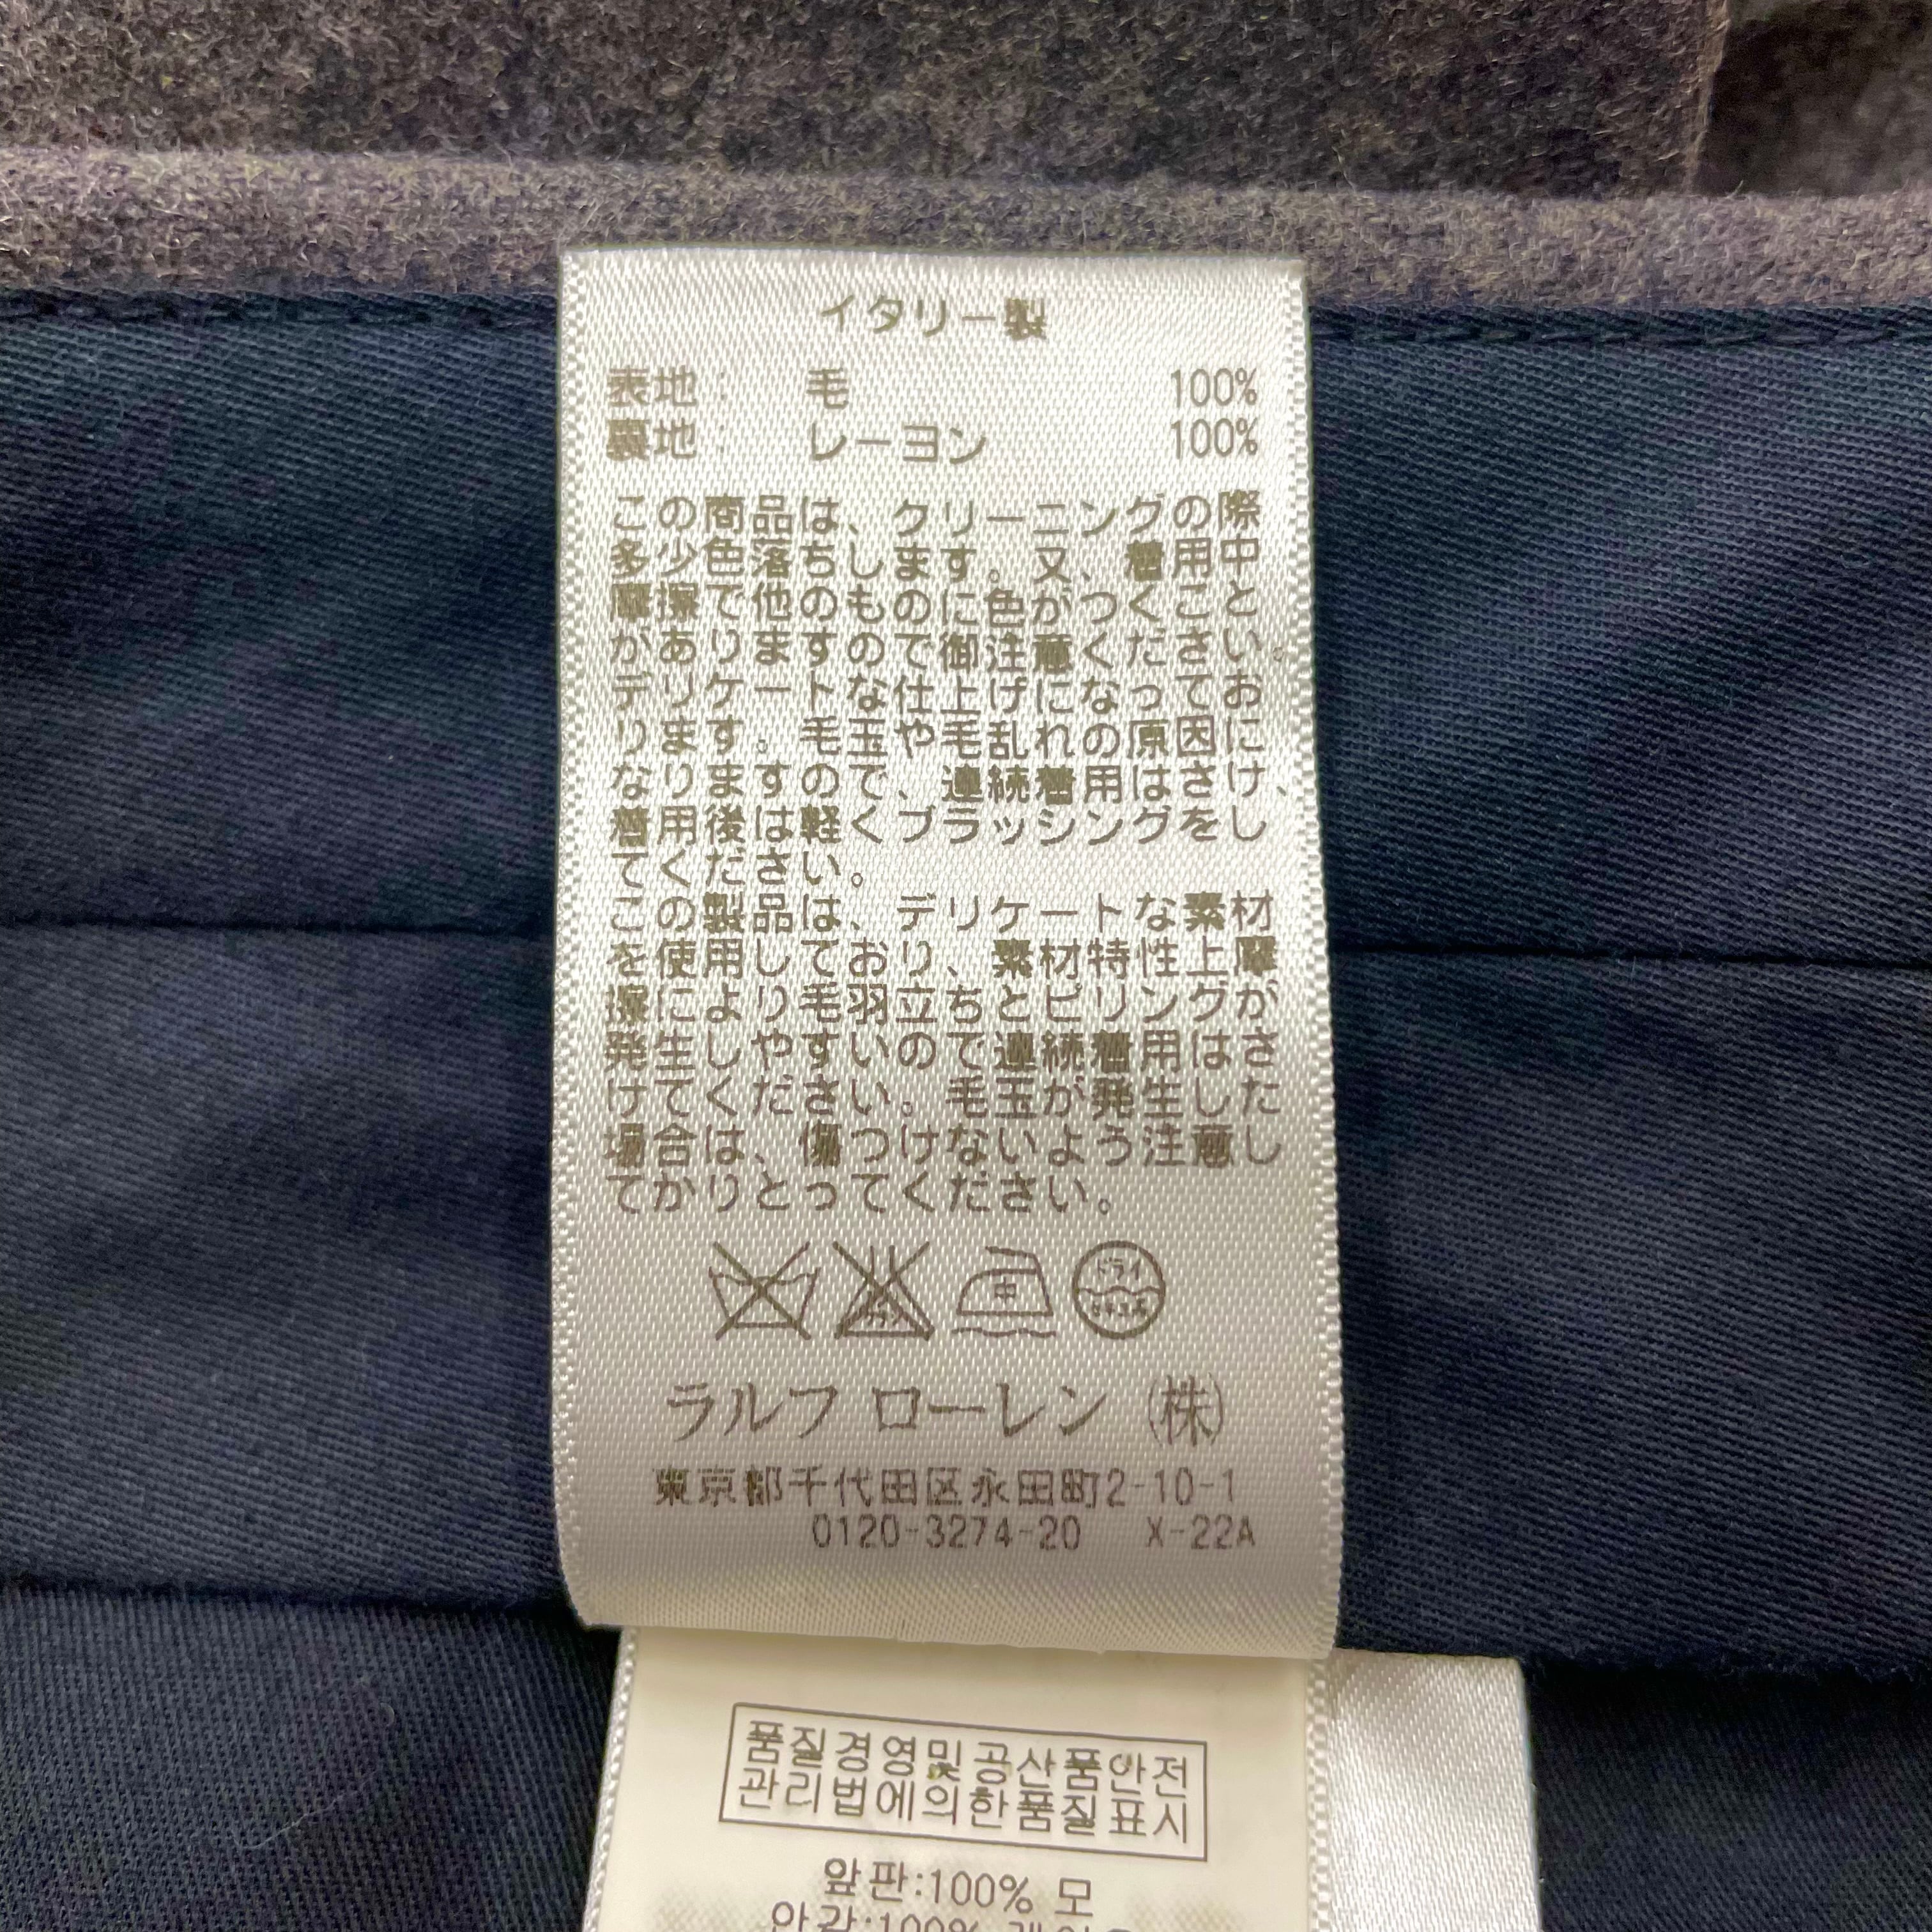 イタリー製
表地: 毛 100%
裏地: レーヨン 100%
この商品は、クリーニングの際
多少色落ちします。又、着用中
摩擦で他のものに色がつくこと
がありますので御注意ください。
デリケートな仕上げになってお
ります。毛玉や毛乱れの原因に
なりますので、連続着用はさけ、
着用後は軽くブラッシングをし
てください。
この製品は、デリケートな素材
を使用しており、素材特性上摩
擦により毛羽立ちとピリングが
発生しやすいので連続着用はさ
けてください。毛玉が発生した
場合は、傷つけないよう注意し
てかりとってください。
中 ドライ セキユ系
ラルフ ローレン (株)
東京都千代田区永田町2-10-1
0120-3274-20 X-22A
품질경영및공산품안전
관리법에의한품질표시
앞판:100% 모
안감:100%